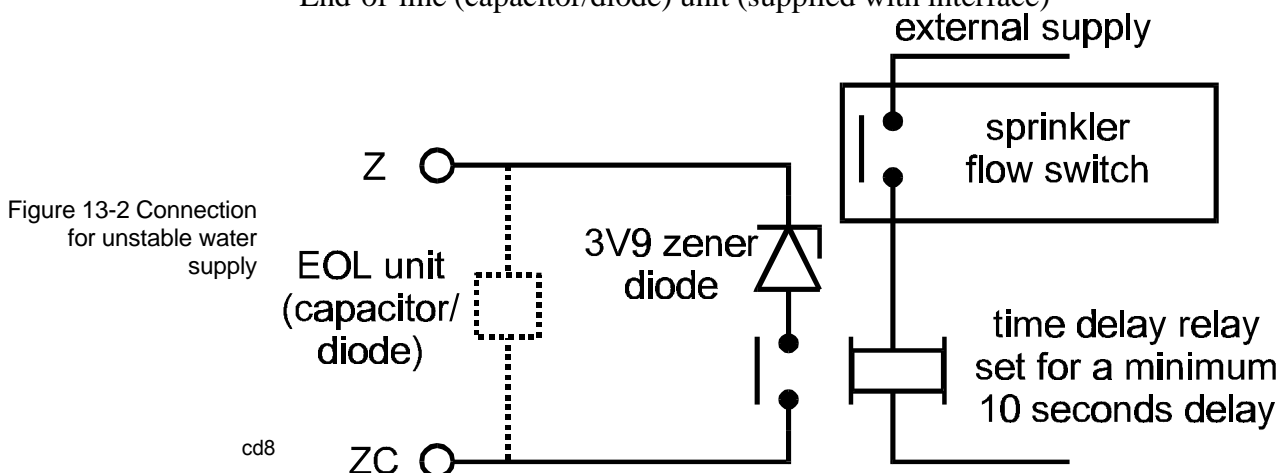 End-of-line (capacitor/diode) unit (supplied with interface)
external supply
sprinkler
flow switch
Z
Figure 13-2 Connection
for unstable water
supply
EOL unit
(capacitor/
diode)
3V9 zener
diode
time delay relay
set for a minimum
10 seconds delay
cd8
ZC